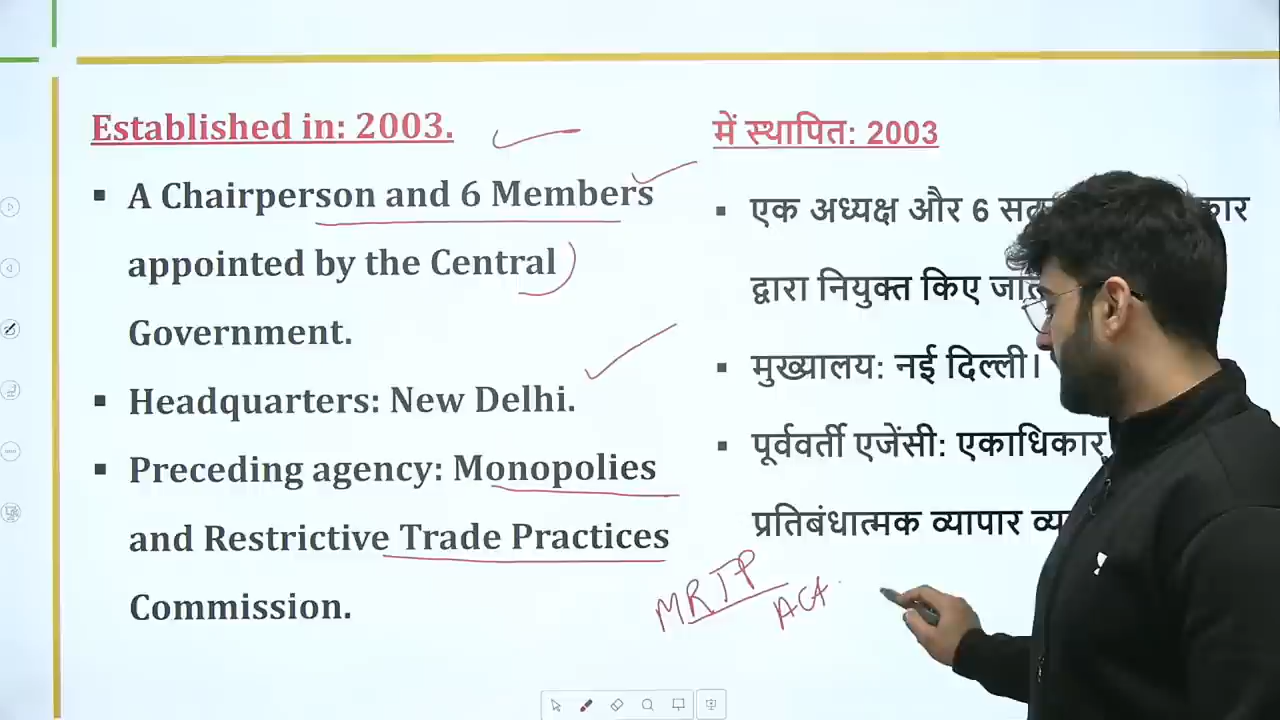 Established in: 2003.
▪ A Chairperson and 6 Members
appointed by the Central
Government.
▪ Headquarters: New Delhi.
▪ Preceding agency: Monopolies
and Restrictive Trade Practices
Commission.
MRTP
Act
में स्थापित: 2003
▪ एक अध्यक्ष और 6
द्वारा नियुक्त किए
▪ मुख्यालय: नई दिल्ली।
▪ पूर्ववर्ती एजेंसी: एकाधिकार
प्रतिबंधात्मक व्यापार